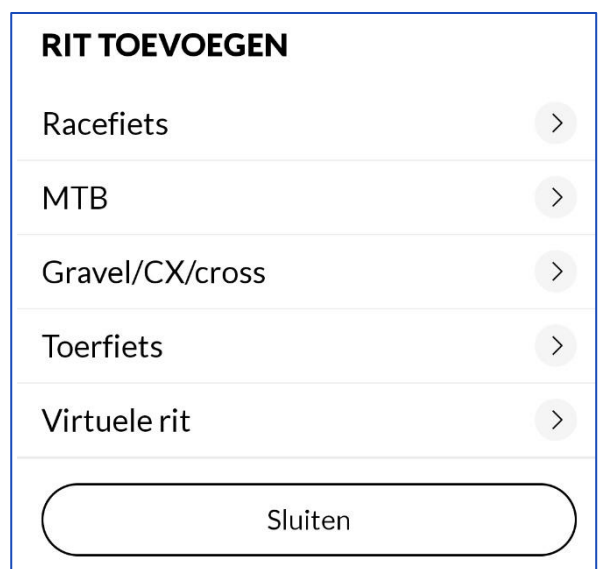 RIT TOEVOEGEN
Racefiets
MTB
Gravel/CX/cross
Toerfiets
Virtuele rit
Sluiten